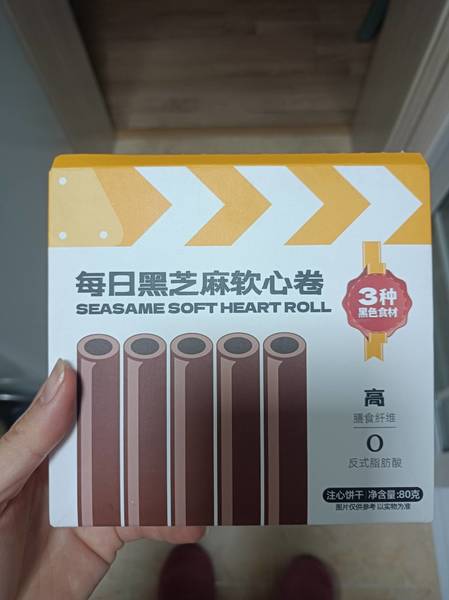 每日黑芝麻软心卷
SEASAME SOFT HEART ROLL
3种
黑色食材
高
膳食纤维
0
反式脂肪酸
注心饼干 净含量:80克
图片仅供参考 以实物为准